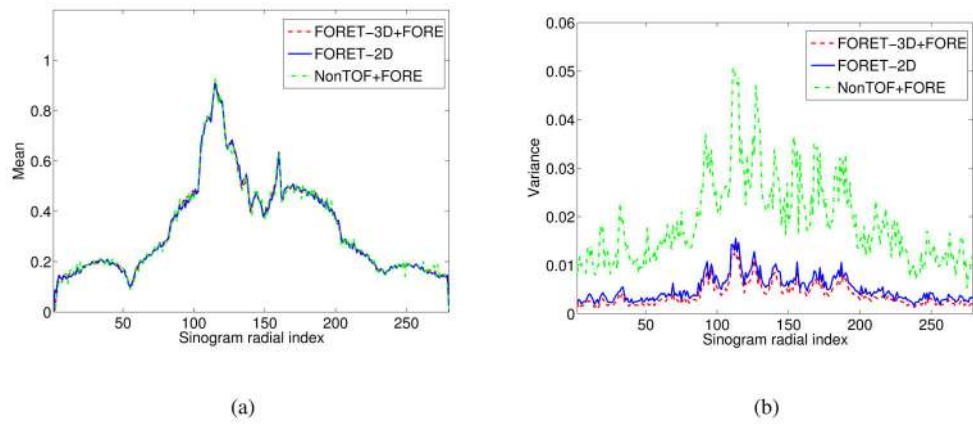 FORET-3D+FORE
FORET-2D
NonTOF+FORE
1
0.8
0.6
0.4
0.2
0
Mean
50 100 150 200 250
Sinogram radial index
(a)
FORET-3D+FORE
FORET-2D
NonTOF+FORE
0.06
0.05
0.04
0.03
0.02
0.01
0
Variance
50 100 150 200 250
Sinogram radial index
(b)